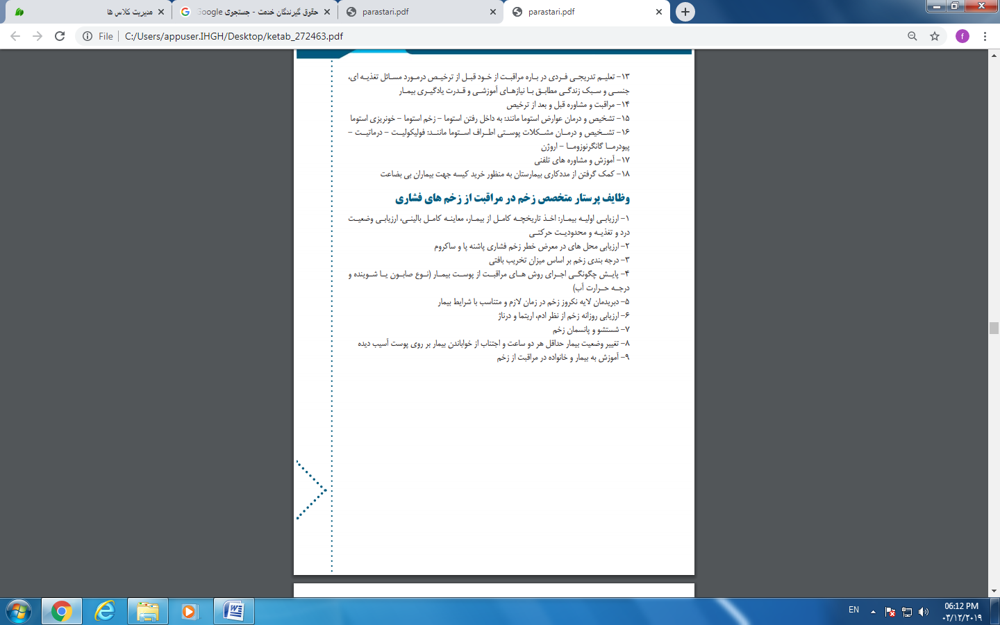 مدیریت کلاس ها
حقوق گیرندگان خدمت - جستجوی Google
parastari.pdf
parastari.pdf
File | C:/Users/appuser.IHGH/Desktop/ketab_272463.pdf
f
۱۳- تعلیم تدریجی فردی در باره مراقبت از خود قبل از ترخیص درمورد مسائل تغذیه ای،
جنسی و سبک زندگی مطابق با نیازهای آموزشی و قدرت یادگیری بیمار
۱۴- مراقبت و مشاوره قبل و بعد از ترخیص
۱۵- تشخیص و درمان عوارض استوما مانند: به داخل رفتن استوما - زخم استوما - خونریزی استوما
۱۶- تشخیص و درمان مشکلات پوستی اطراف استوما مانند: فولیکولیت - درماتیت -
پیودرما گانگرنوزوما - اروژن
۱۷- آموزش و مشاوره های تلفنی
۱۸- کمک گرفتن از مددکاری بیمارستان به منظور خرید کیسه جهت بیماران بی بضاعت
وظایف پرستار متخصص زخم در مراقبت از زخم های فشاری
۱- ارزیابی اولیه بیمار: اخذ تاریخچه کامل از بیمار، معاینه کامل بالینی، ارزیابی وضعیت
درد و تغذیه و محدودیت حرکتی
۲- ارزیابی محل های در معرض خطر زخم فشاری پاشنه پا و ساکروم
۳- درجه بندی زخم بر اساس میزان تخریب بافتی
۴- پایش چگونگی اجرای روش های مراقبت از پوست بیمار (نوع صابون یا شوینده و
درجه حرارت آب)
۵- دبریدمان لایه نکروز زخم در زمان لازم و متناسب با شرایط بیمار
۶- ارزیابی روزانه زخم از نظر ادم، اریتما و درناژ
۷- شستشو و پانسمان زخم
۸- تغییر وضعیت بیمار حداقل هر دو ساعت و اجتناب از خواباندن بیمار بر روی پوست آسیب دیده
۹- آموزش به بیمار و خانواده در مراقبت از زخم
EN
06:12 PM
۰۳/۱۲/۲۰۱۹